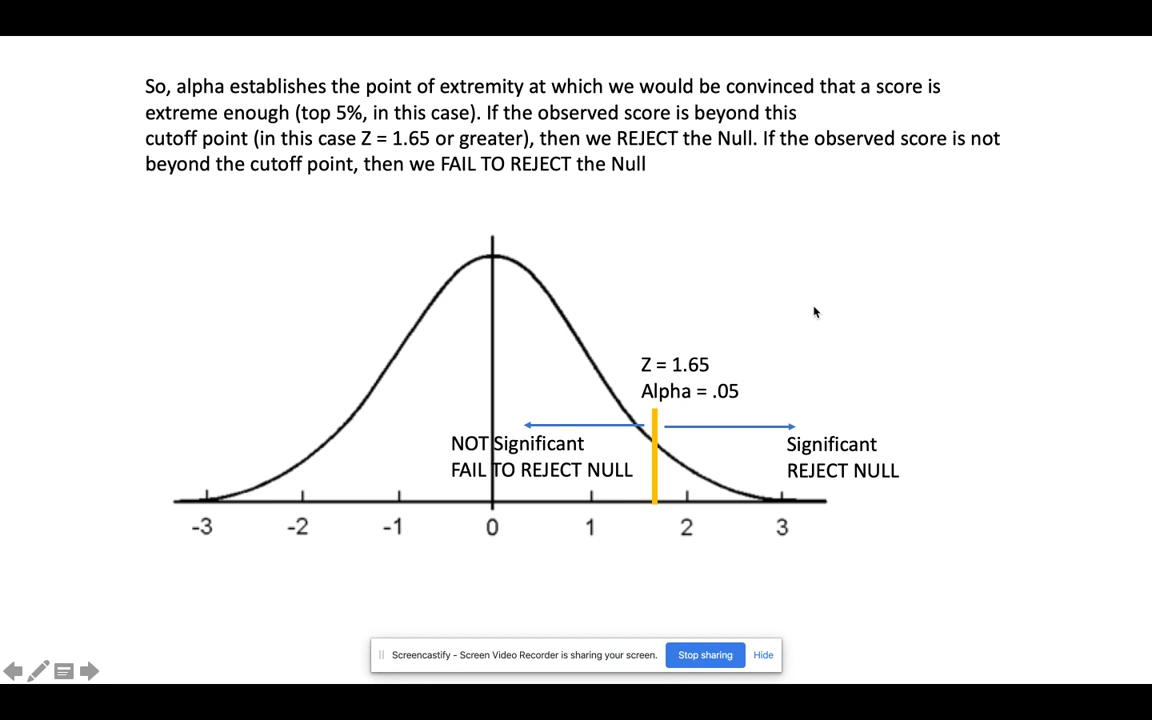 So, alpha establishes the point of extremity at which we would be convinced that a score is
extreme enough (top 5%, in this case). If the observed score is beyond this
cutoff point (in this case Z = 1.65 or greater), then we REJECT the Null. If the observed score is not
beyond the cutoff point, then we FAIL TO REJECT the Null
Z = 1.65
Alpha = .05
NOT Significant
FAIL TO REJECT NULL
Significant
REJECT NULL
-3 -2 -1 0 1 2 3
Screencastify - Screen Video Recorder is sharing your screen. Stop sharing Hide